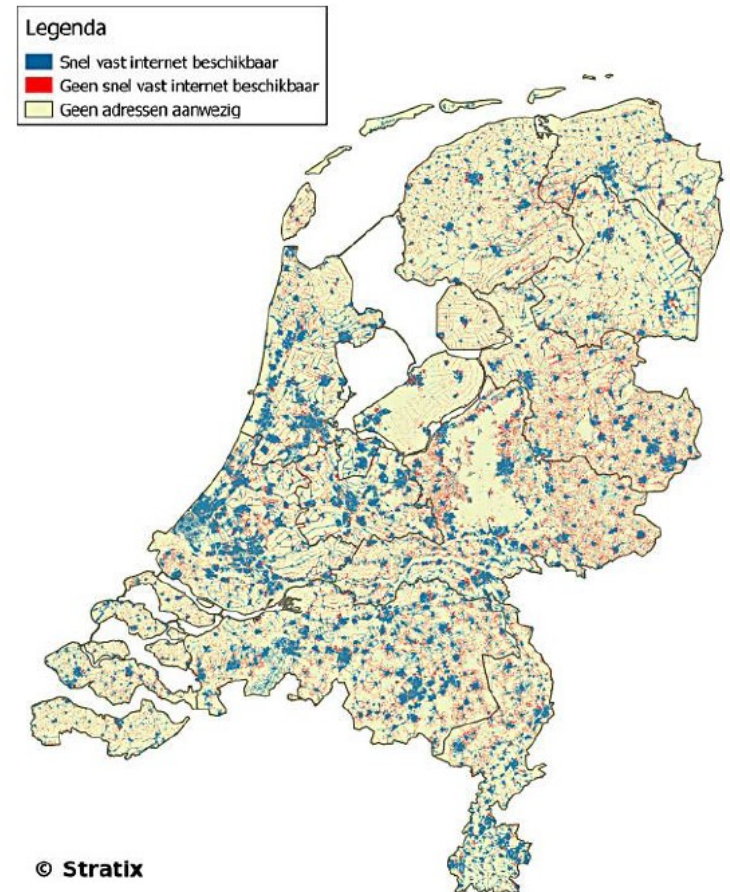 Legenda
Snel vast internet beschikbaar
Geen snel vast internet beschikbaar
Geen adressen aanwezig
© Stratix